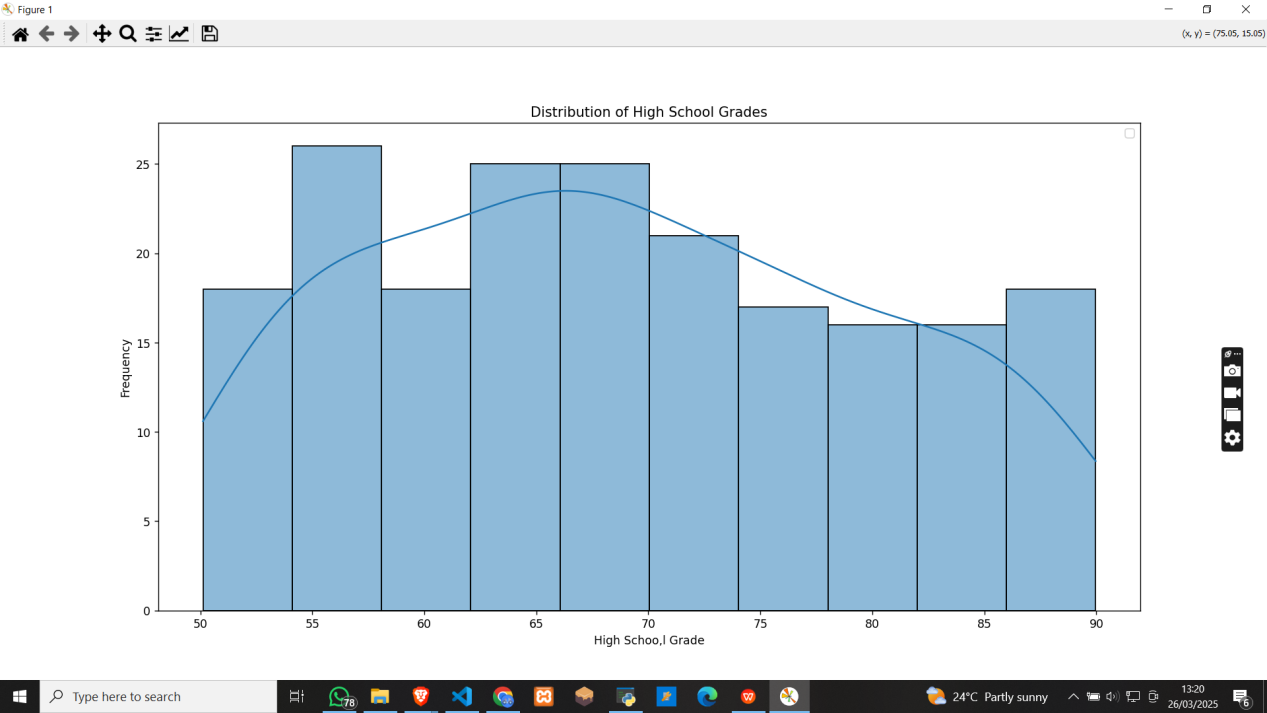 Figure 1
(x, y) = (75.05, 15.05)
Distribution of High School Grades
25
20
15
10
5
0
Frequency
50 55 60 65 70 75 80 85 90
High Schoo,l Grade
Type here to search
78
24°C Partly sunny
13:20
26/03/2025
6